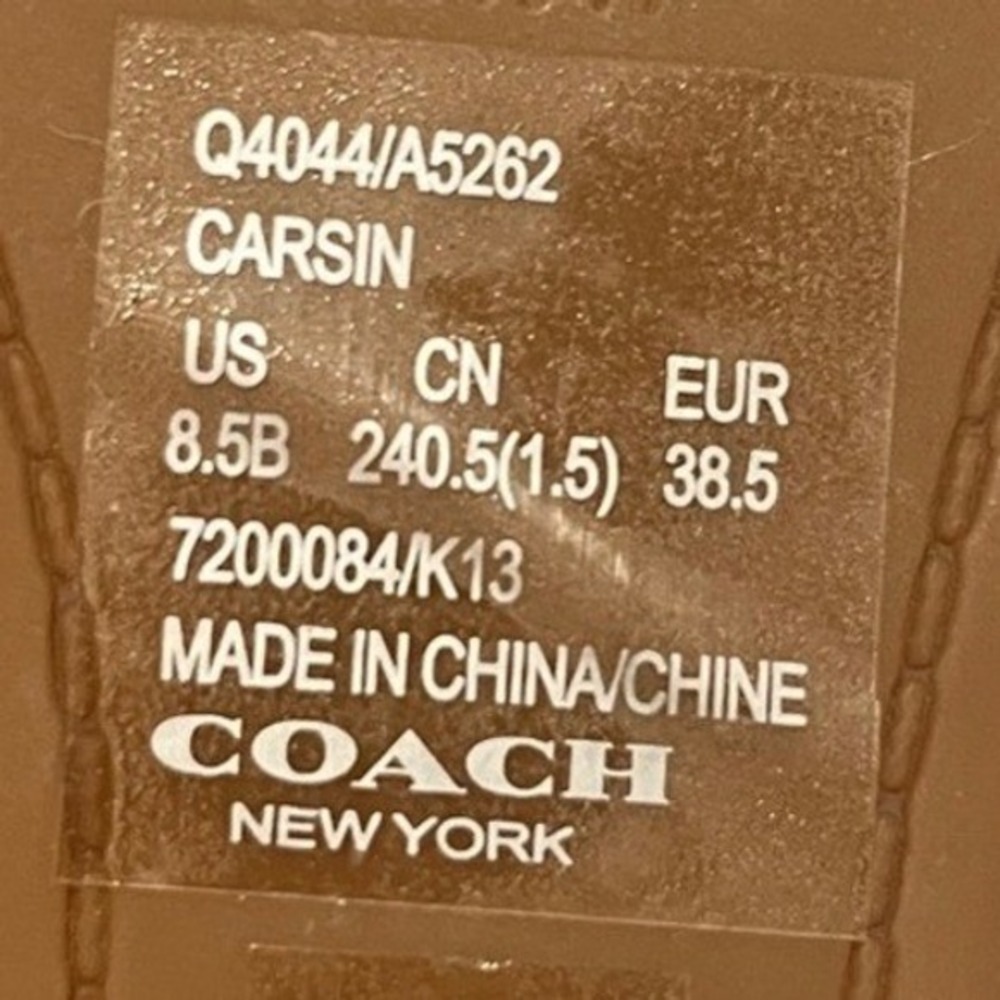 Q4044/A5262
CARSIN
US CN EUR
8.5B 240.5(1.5) 38.5
7200084/K13
MADE IN CHINA/CHINE
COACH
NEW YORK